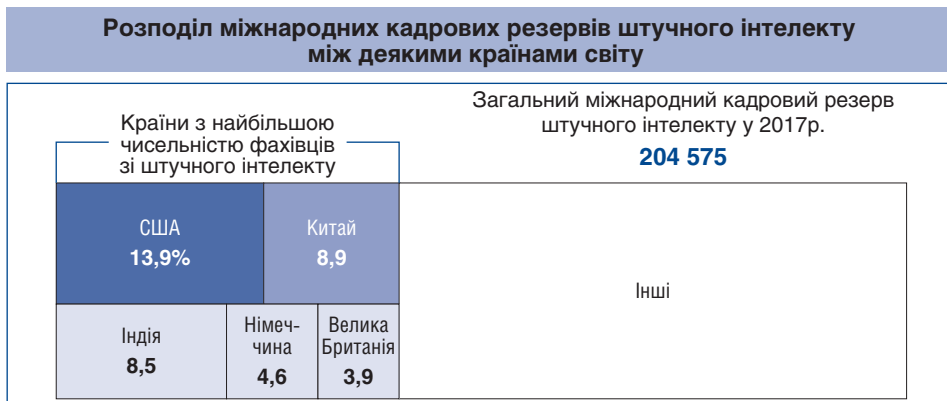 Розподіл міжнародних кадрових резервів штучного інтелекту
між деякими країнами світу
Країни з найбільшою
чисельністю фахівців
зі штучного інтелекту
Загальний міжнародний кадровий резерв
штучного інтелекту у 2017р.
204 575
США
13,9%
Китай
8,9
Інші
Індія
8,5
Німеч-
чина
4,6
Велика
Британія
3,9